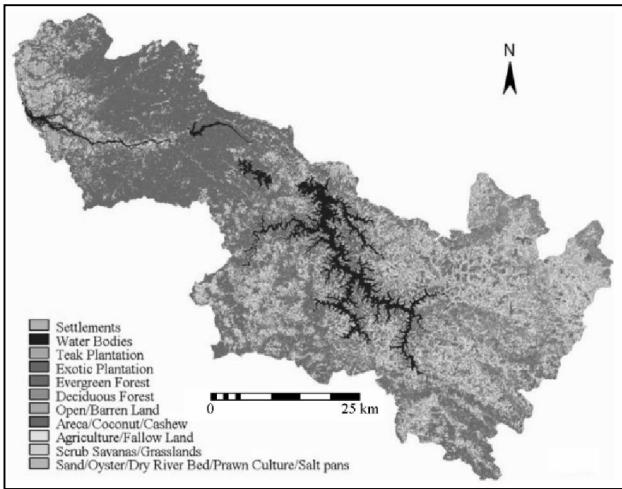 N
Settlements
Water Bodies
Teak Plantation
Exotic Plantation
Evergreen Forest
Deciduous Forest
Open/Barren Land
Areca/Coconut/Cashew
Agriculture/Fallow Land
Scrub Savanas/Grasslands
Sand/Oyster/Dry River Bed/Prawn Culture/Salt pans
0 25 km